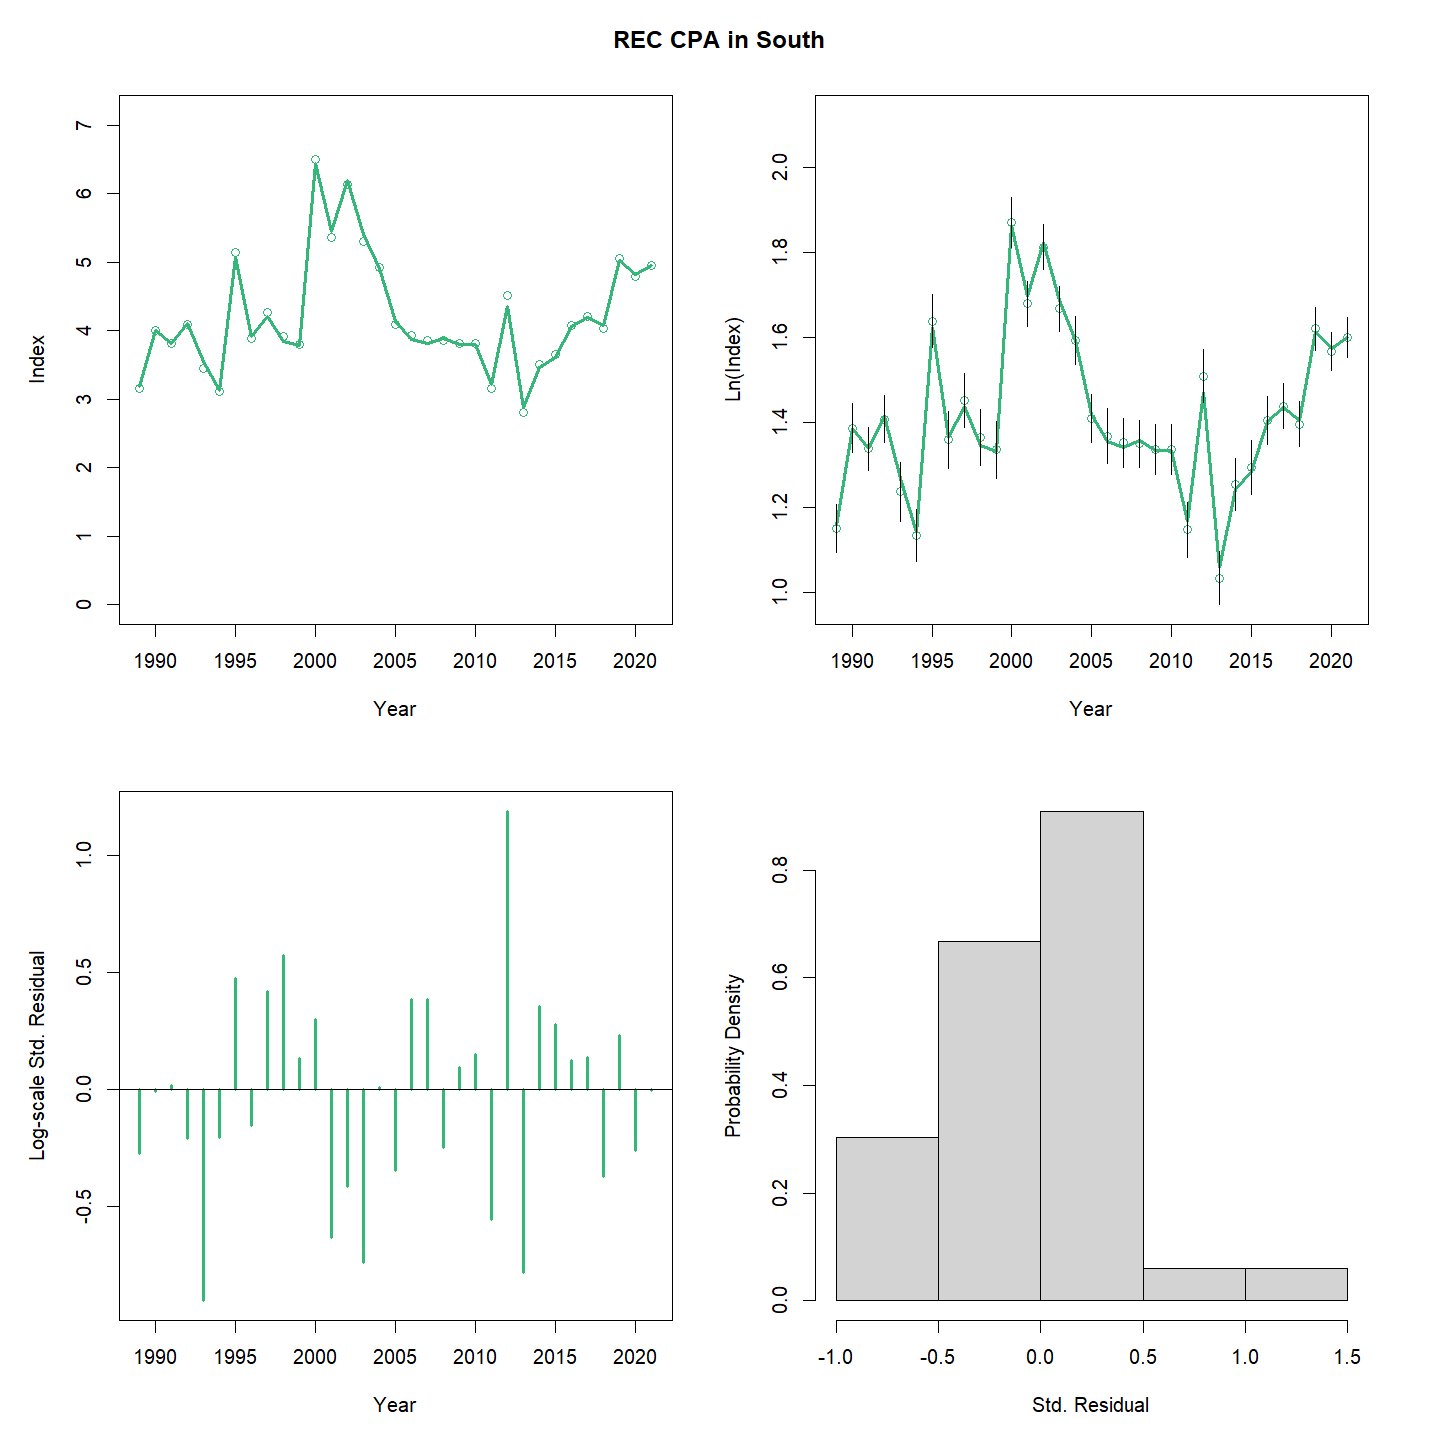 REC CPA in South
Index
7
6
5
4
3
2
1
0
1990 1995 2000 2005 2010 2015 2020
Year
Ln(Index)
2.0
1.8
1.6
1.4
1.2
1.0
1990 1995 2000 2005 2010 2015 2020
Year
Log-scale Std. Residual
1.0
0.5
0.0
-0.5
1990 1995 2000 2005 2010 2015 2020
Year
Probability Density
0.8
0.6
0.4
0.2
0.0
-1.0 -0.5 0.0 0.5 1.0 1.5
Std. Residual